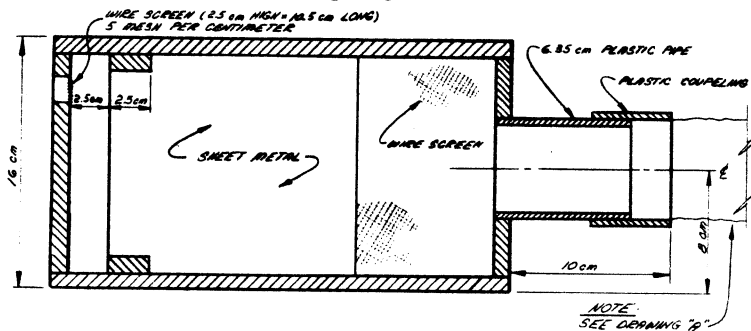 WIRE SCREEN (2.5 cm HIGH × 10.5 cm LONG)
5 MESH PER CENTIMETER
6.35 cm PLASTIC PIPE
PLASTIC COUPELING
2.5cm
2.5cm
WIRE SCREEN
SHEET METAL
16 cm
℄
8 cm
10 cm
NOTE
SEE DRAWING "A"